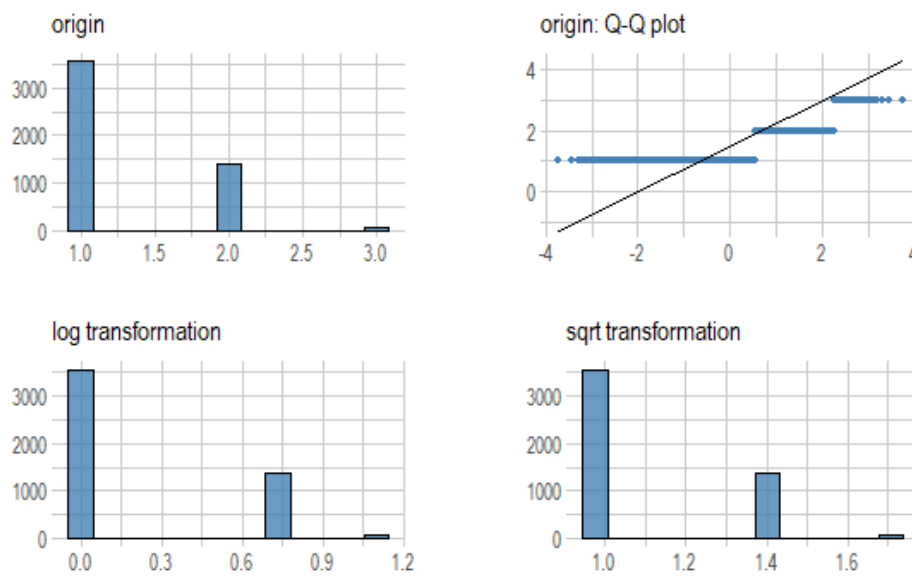 origin
3000
2000
1000
0
1.0 1.5 2.0 2.5 3.0
origin: Q-Q plot
4
2
0
-4 -2 0 2 4
log transformation
3000
2000
1000
0
0.0 0.3 0.6 0.9 1.2
sqrt transformation
3000
2000
1000
0
1.0 1.2 1.4 1.6